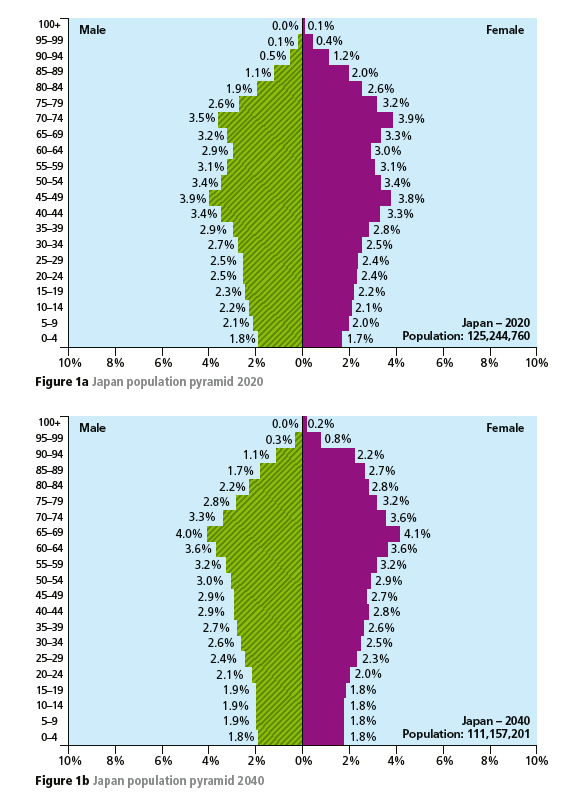 100+ 0.0% 0.1%
Male Female
95–99 0.1% 0.4%
90–94 0.5% 1.2%
85–89 1.1% 2.0%
80–84 1.9% 2.6%
75–79 2.6% 3.2%
70–74 3.5% 3.9%
65–69 3.2% 3.3%
60–64 2.9% 3.0%
55–59 3.1% 3.1%
50–54 3.4% 3.4%
45–49 3.9% 3.8%
40–44 3.4% 3.3%
35–39 2.9% 2.8%
30–34 2.7% 2.5%
25–29 2.5% 2.4%
20–24 2.5% 2.4%
15–19 2.3% 2.2%
10–14 2.2% 2.1%
5–9 2.1% 2.0% Japan – 2020
0–4 1.8% 1.7% Population: 125,244,760
10% 8% 6% 4% 2% 0% 2% 4% 6% 8% 10%
Figure 1a Japan population pyramid 2020
100+ 0.0% 0.2%
Male Female
95–99 0.3% 0.8%
90–94 1.1% 2.2%
85–89 1.7% 2.7%
80–84 2.2% 2.8%
75–79 2.8% 3.2%
70–74 3.3% 3.6%
65–69 4.0% 4.1%
60–64 3.6% 3.6%
55–59 3.2% 3.2%
50–54 3.0% 2.9%
45–49 2.9% 2.7%
40–44 2.9% 2.8%
35–39 2.7% 2.6%
30–34 2.6% 2.5%
25–29 2.4% 2.3%
20–24 2.1% 2.0%
15–19 1.9% 1.8%
10–14 1.9% 1.8%
5–9 1.9% 1.8% Japan – 2040
0–4 1.8% 1.8% Population: 111,157,201
10% 8% 6% 4% 2% 0% 2% 4% 6% 8% 10%
Figure 1b Japan population pyramid 2040